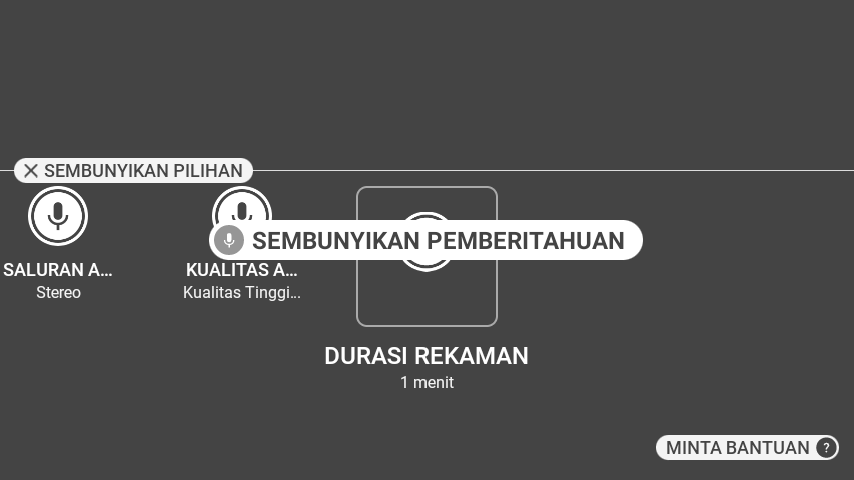 SEMBUNYIKAN PILIHAN
SEMBUNYIKAN PEMBERITAHUAN
SALURAN A...
Stereo
KUALITAS A...
Kualitas Tinggi...
DURASI REKAMAN
1 menit
MINTA BANTUAN ?